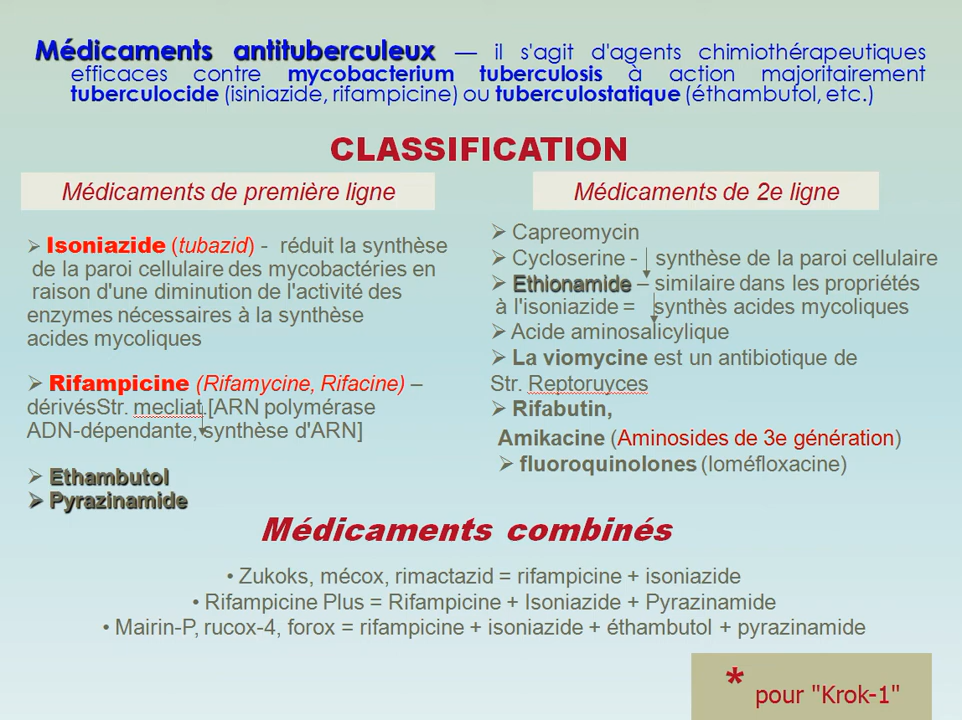 Médicaments antituberculeux — il s'agit d'agents chimiothérapeutiques
efficaces contre mycobacterium tuberculosis à action majoritairement
tuberculocide (isiniazide, rifampicine) ou tuberculostatique (éthambutol, etc.)
CLASSIFICATION
Médicaments de première ligne
➢ Isoniazide (tubazid) - réduit la synthèse
de la paroi cellulaire des mycobactéries en
raison d'une diminution de l'activité des
enzymes nécessaires à la synthèse
acides mycoliques
➢ Rifampicine (Rifamycine, Rifacine) –
dérivésStr. mecliat.[ARN polymérase
ADN-dépendante, ↓synthèse d'ARN]
➢ Ethambutol
➢ Pyrazinamide
Médicaments de 2e ligne
➢ Capreomycin
➢ Cycloserine - ↓ synthèse de la paroi cellulaire
➢ Ethionamide – similaire dans les propriétés
à l'isoniazide = ↓synthès acides mycoliques
➢ Acide aminosalicylique
➢ La viomycine est un antibiotique de
Str. Reptoruyces
➢ Rifabutin,
Amikacine (Aminosides de 3e génération)
➢ fluoroquinolones (loméfloxacine)
Médicaments combinés
• Zukoks, mécox, rimactazid = rifampicine + isoniazide
• Rifampicine Plus = Rifampicine + Isoniazide + Pyrazinamide
• Mairin-P, rucox-4, forox = rifampicine + isoniazide + éthambutol + pyrazinamide
* pour "Krok-1"